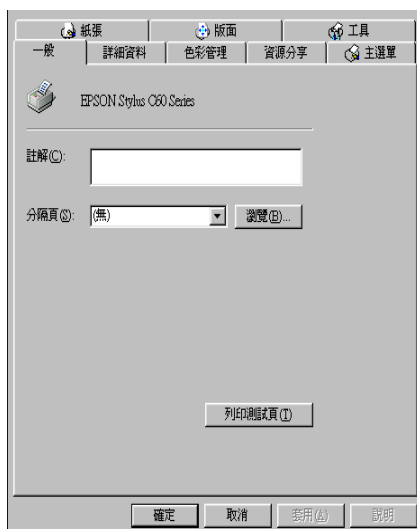 紙張 版面 工具
一般 詳細資料 色彩管理 資源分享 主選單
EPSON Stylus C60 Series
註解(C):
分隔頁(S): (無) 瀏覽(B)...
列印測試頁(T)
確定 取消 套用(A) 說明